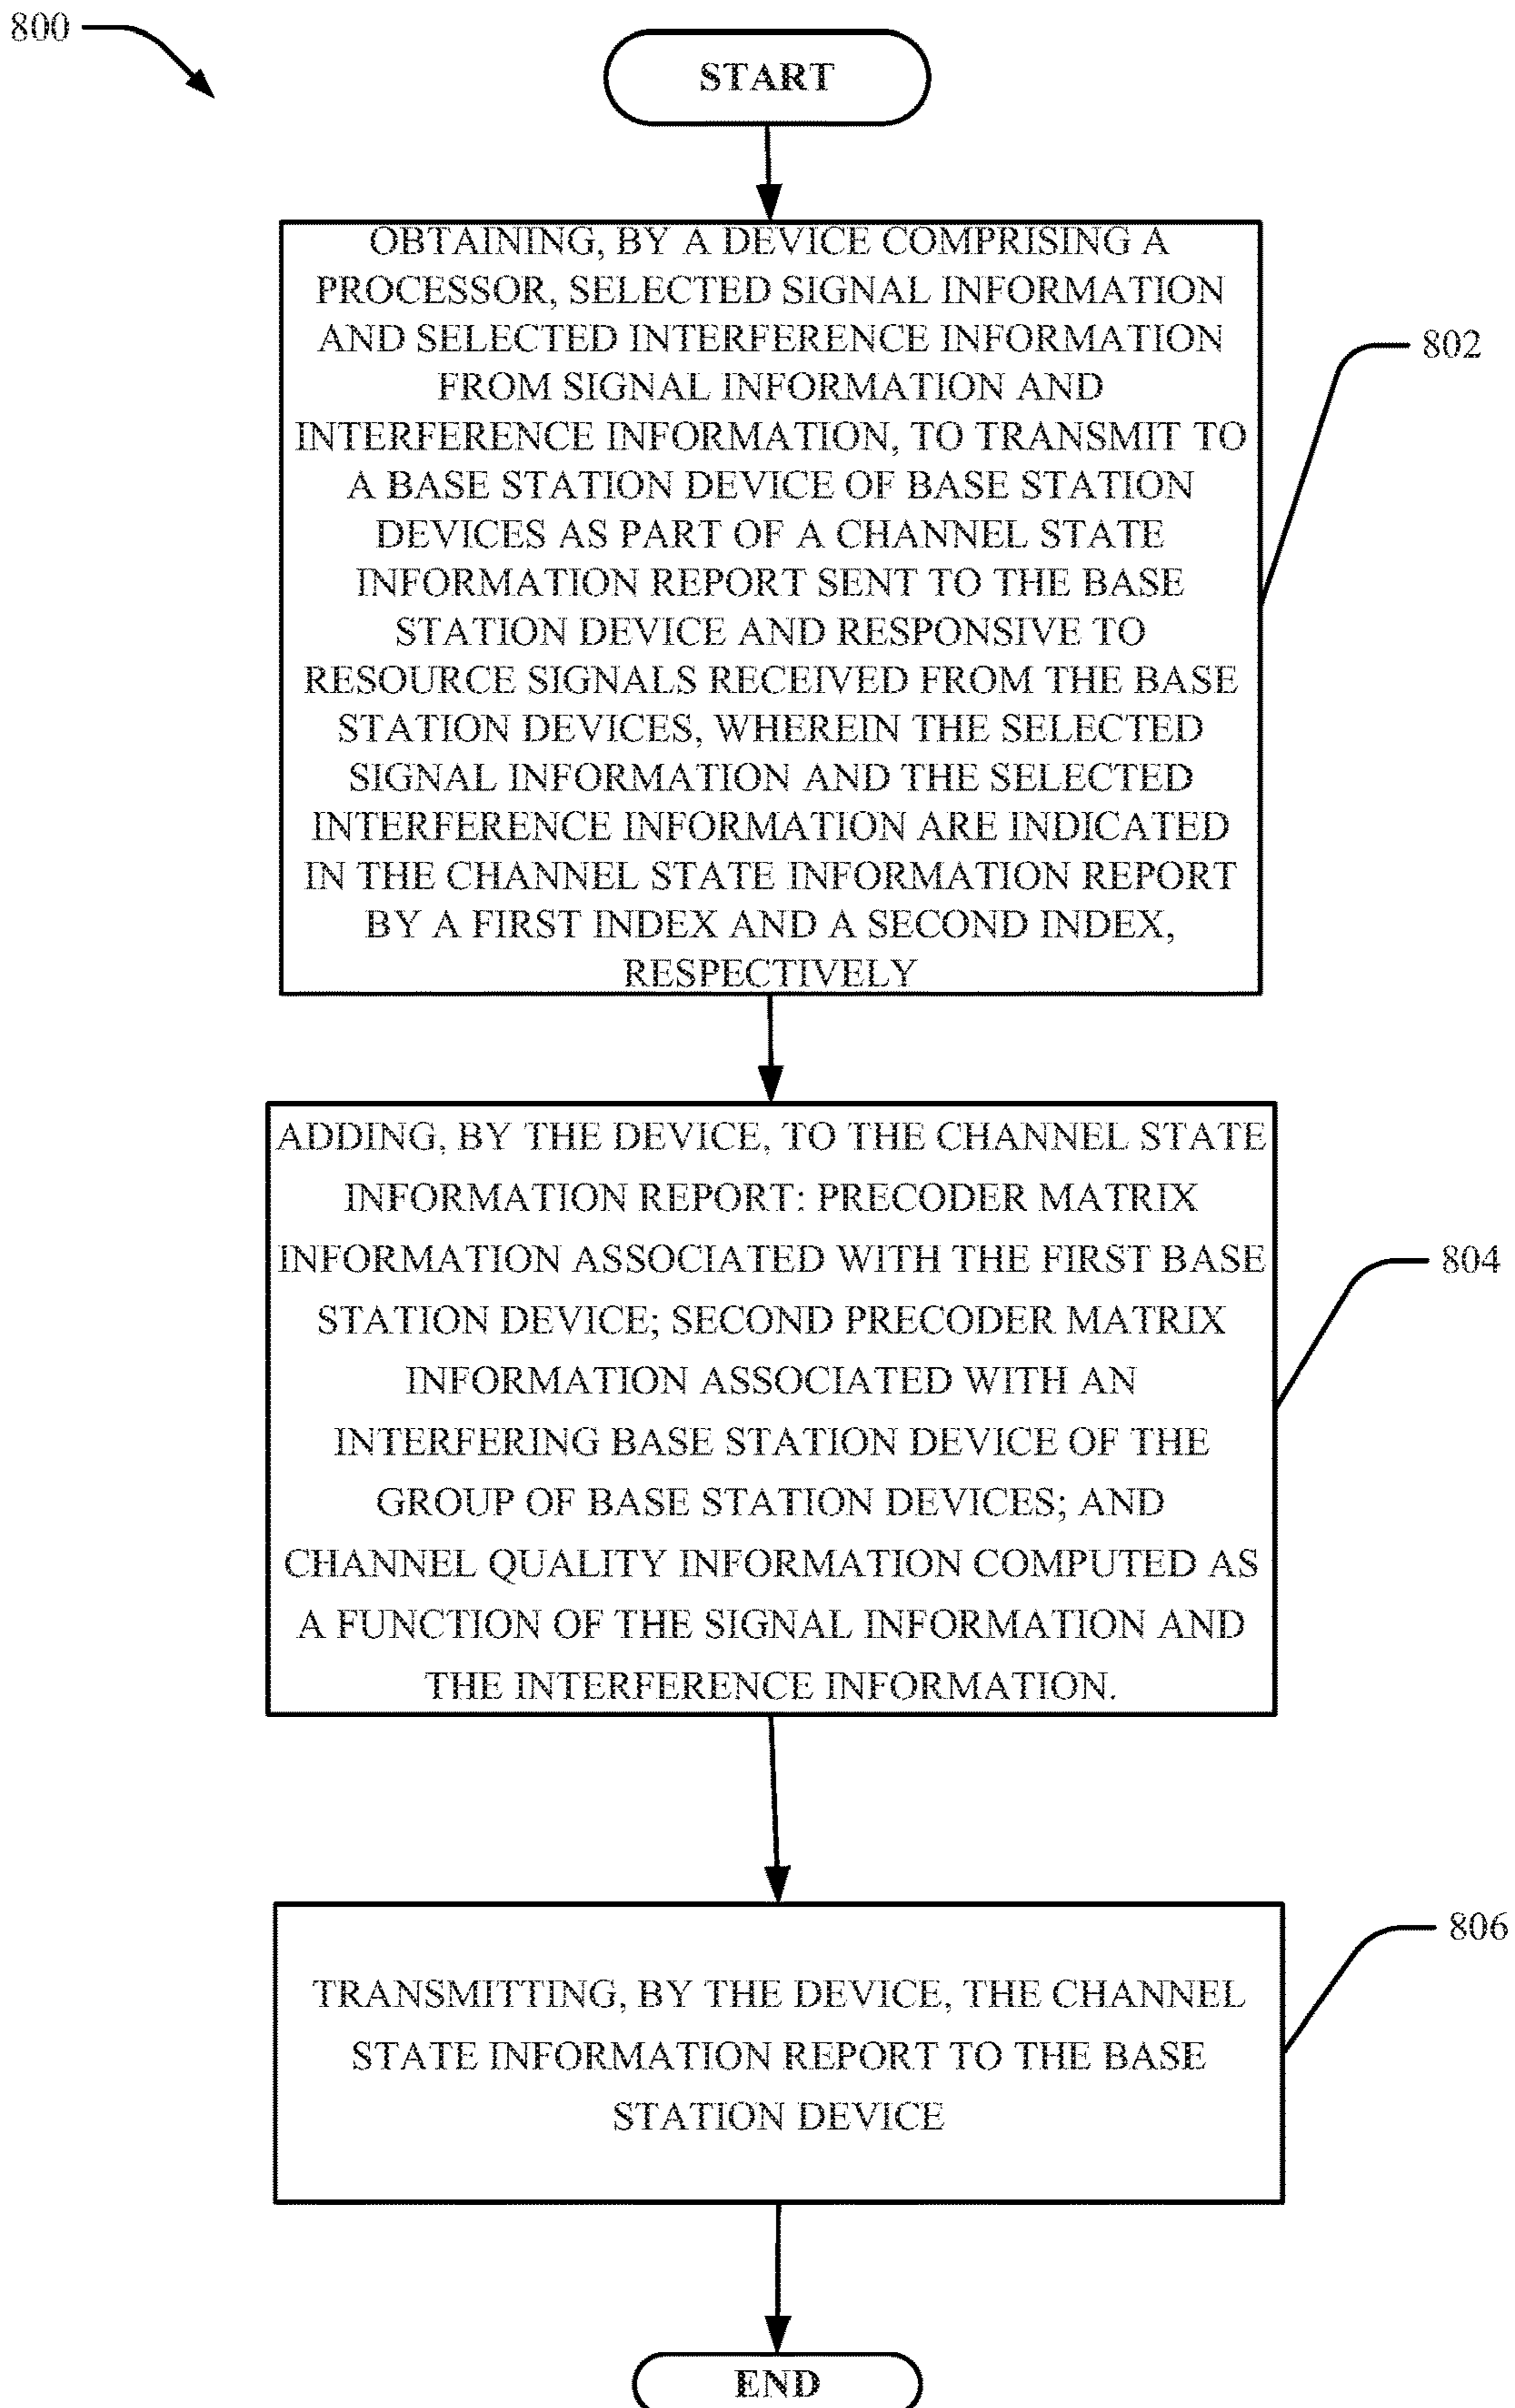 800
START
OBTAINING, BY A DEVICE COMPRISING A
PROCESSOR, SELECTED SIGNAL INFORMATION
AND SELECTED INTERFERENCE INFORMATION
FROM SIGNAL INFORMATION AND
INTERFERENCE INFORMATION, TO TRANSMIT TO
A BASE STATION DEVICE OF BASE STATION
DEVICES AS PART OF A CHANNEL STATE
INFORMATION REPORT SENT TO THE BASE
STATION DEVICE AND RESPONSIVE TO
RESOURCE SIGNALS RECEIVED FROM THE BASE
STATION DEVICES, WHEREIN THE SELECTED
SIGNAL INFORMATION AND THE SELECTED
INTERFERENCE INFORMATION ARE INDICATED
IN THE CHANNEL STATE INFORMATION REPORT
BY A FIRST INDEX AND A SECOND INDEX,
RESPECTIVELY
802
ADDING, BY THE DEVICE, TO THE CHANNEL STATE
INFORMATION REPORT: PRECODER MATRIX
INFORMATION ASSOCIATED WITH THE FIRST BASE
STATION DEVICE; SECOND PRECODER MATRIX
INFORMATION ASSOCIATED WITH AN
INTERFERING BASE STATION DEVICE OF THE
GROUP OF BASE STATION DEVICES; AND
CHANNEL QUALITY INFORMATION COMPUTED AS
A FUNCTION OF THE SIGNAL INFORMATION AND
THE INTERFERENCE INFORMATION.
804
TRANSMITTING, BY THE DEVICE, THE CHANNEL
STATE INFORMATION REPORT TO THE BASE
STATION DEVICE
806
END